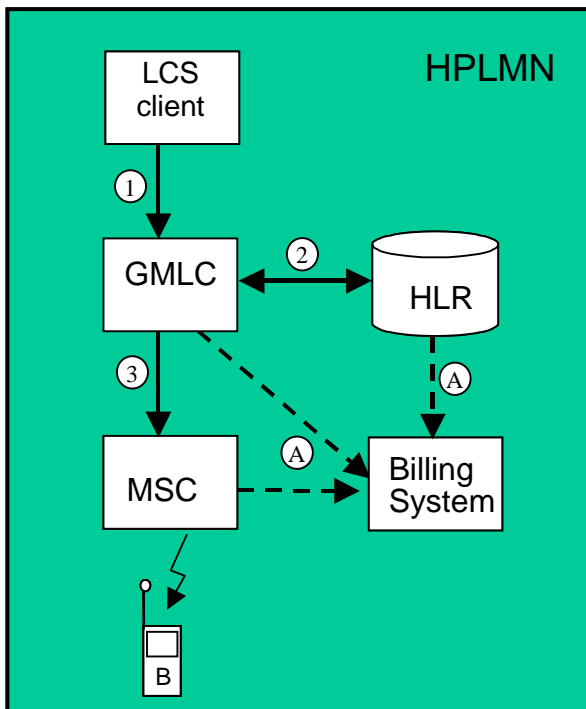 LCS
client
HPLMN
1
GMLC
2
HLR
3
A
A
MSC
Billing
System
B